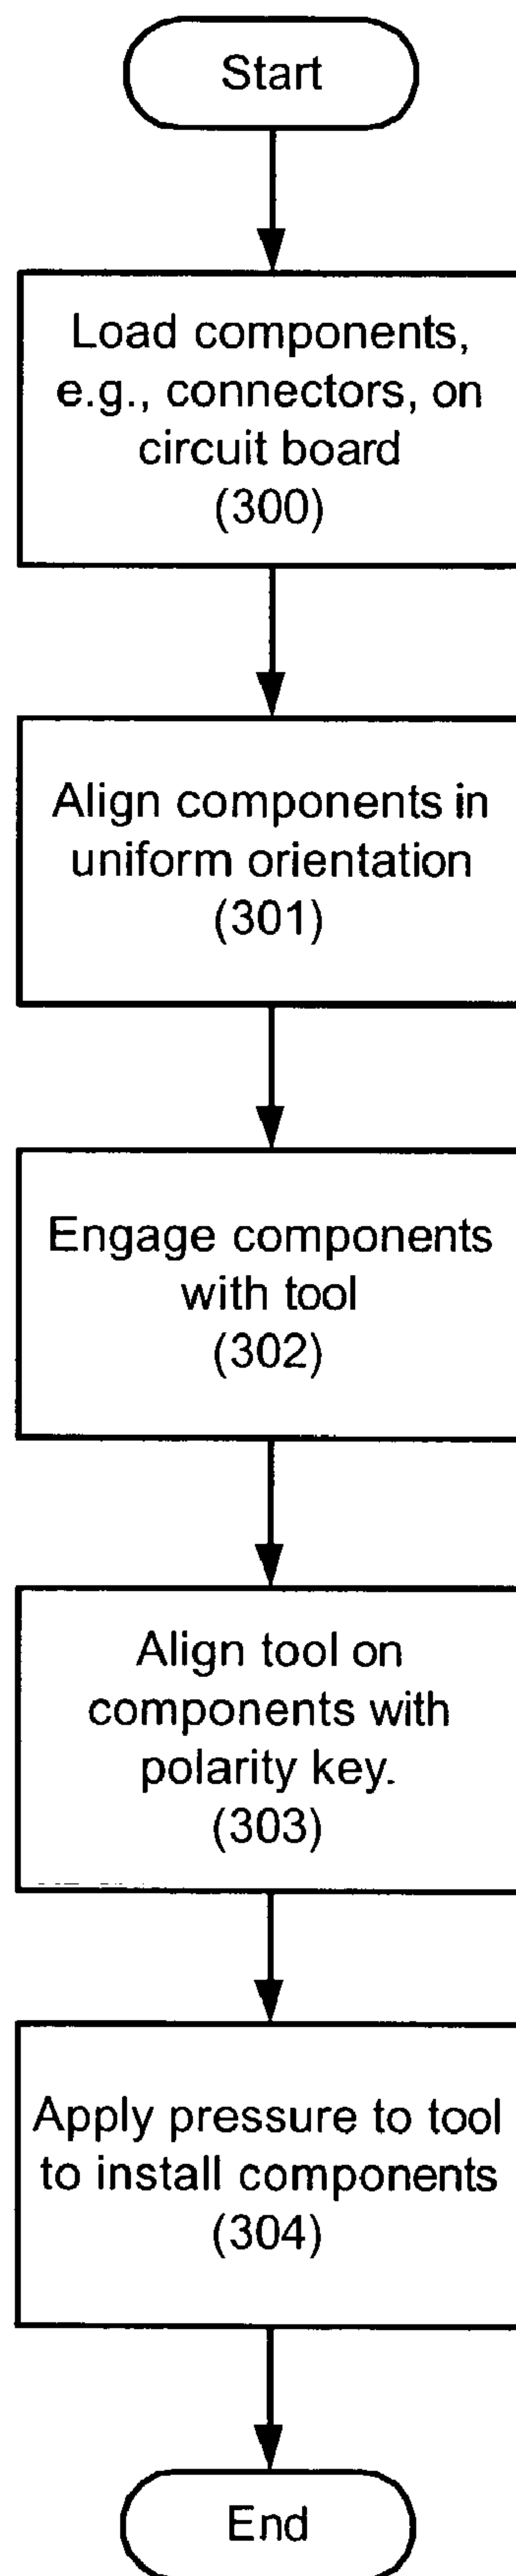 Start
Load components,
e.g., connectors, on
circuit board
(300)
Align components in
uniform orientation
(301)
Engage components
with tool
(302)
Align tool on
components with
polarity key.
(303)
Apply pressure to tool
to install components
(304)
End